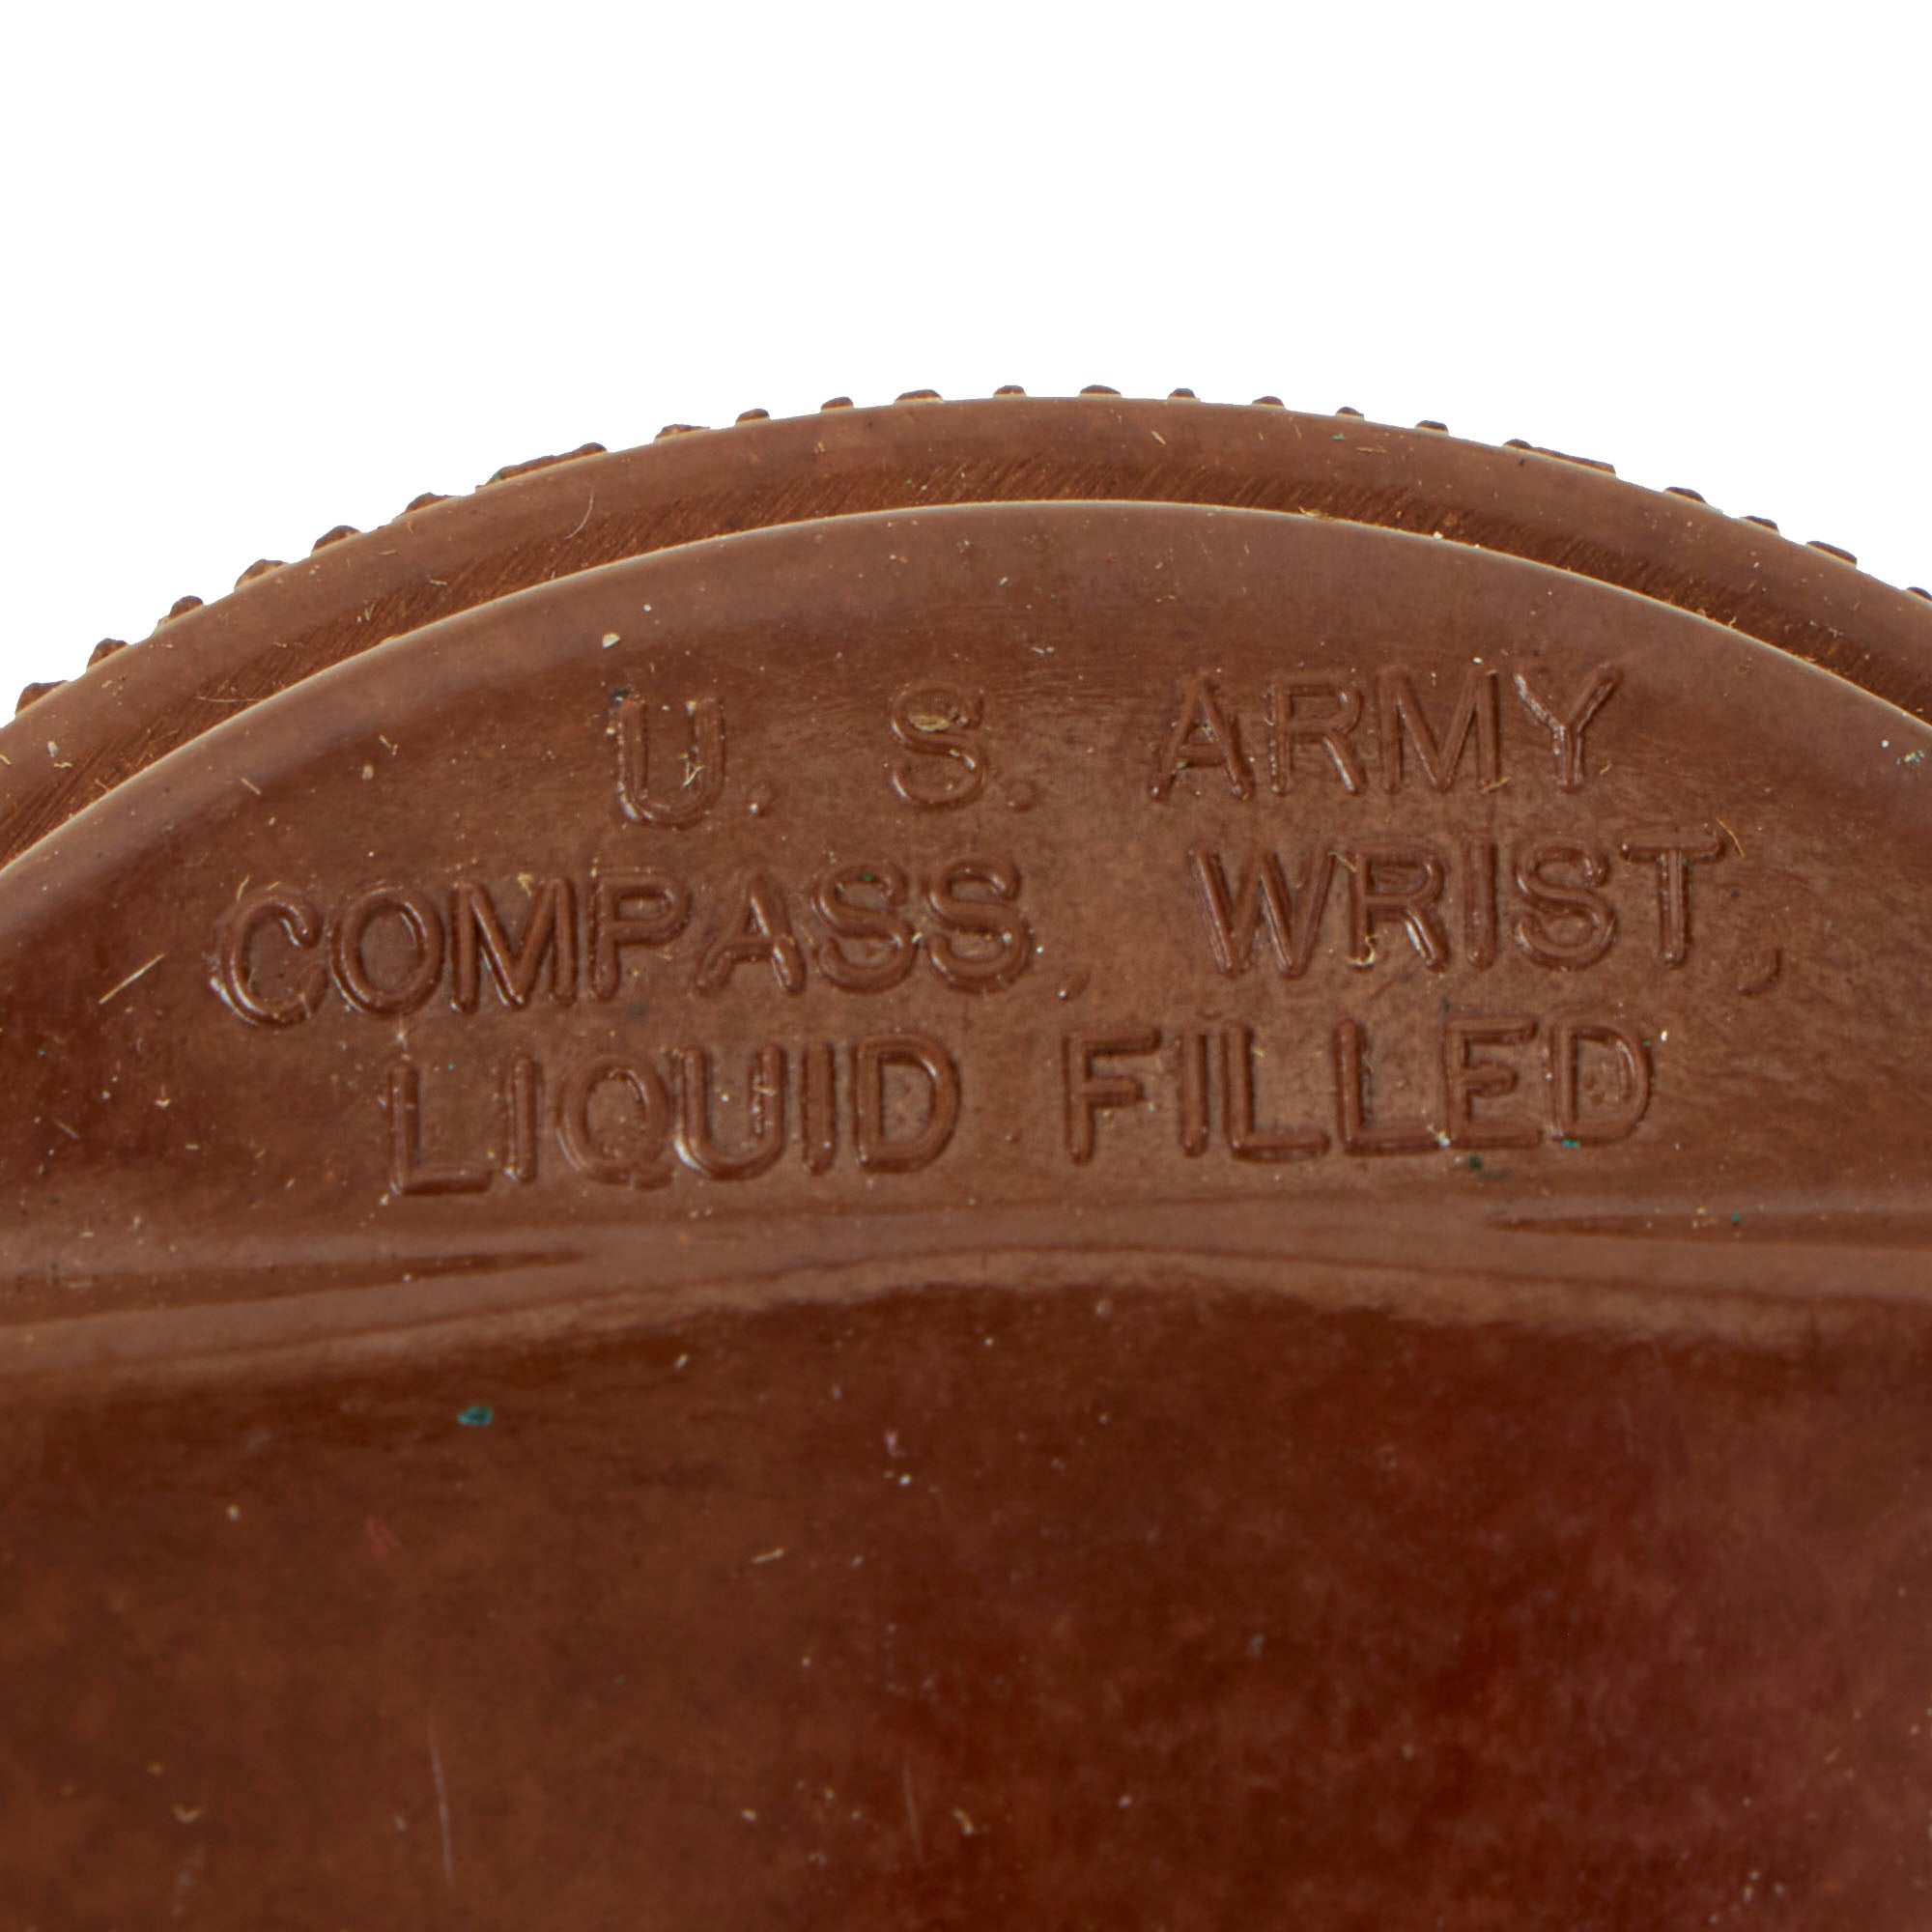 U. S. ARMY
COMPASS, WRIST,
LIQUID FILLED